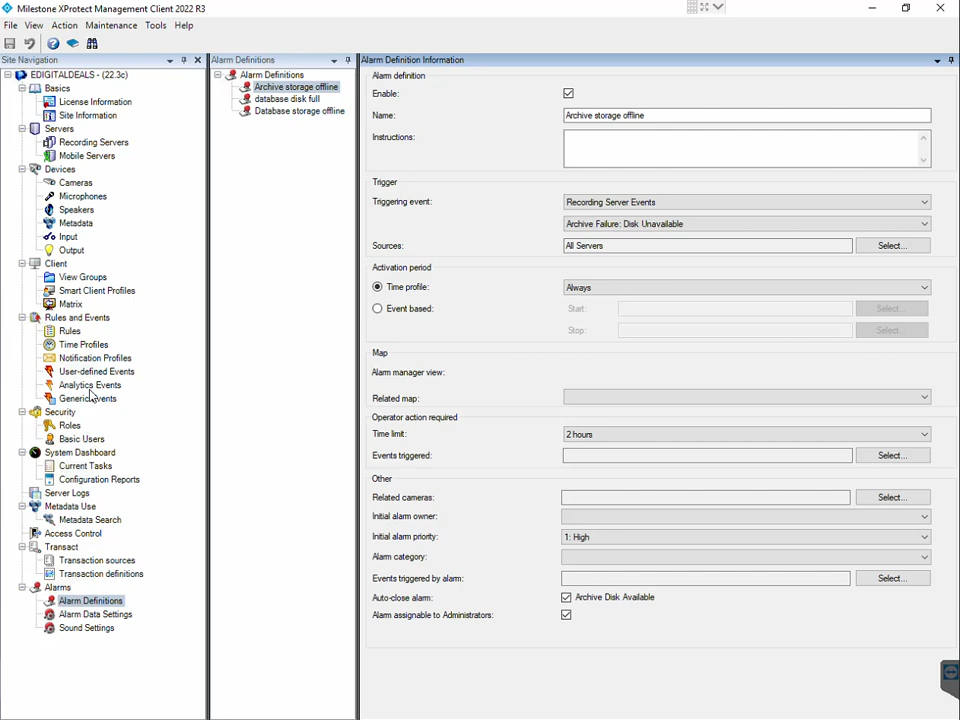 Milestone XProtect Management Client 2022 R3
File View Action Maintenance Tools Help
Site Navigation
EDIGITALDEALS - (22.3c)
Basics
License Information
Site Information
Servers
Recording Servers
Mobile Servers
Devices
Cameras
Microphones
Speakers
Metadata
Input
Output
Client
View Groups
Smart Client Profiles
Matrix
Rules and Events
Rules
Time Profiles
Notification Profiles
User-defined Events
Analytics Events
Generic Events
Security
Roles
Basic Users
System Dashboard
Current Tasks
Configuration Reports
Server Logs
Metadata Use
Metadata Search
Access Control
Transact
Transaction sources
Transaction definitions
Alarms
Alarm Definitions
Alarm Data Settings
Sound Settings
Alarm Definitions
Alarm Definitions
Archive storage offline
database disk full
Database storage offline
Alarm Definition Information
Alarm definition
Enable:
Name: Archive storage offline
Instructions:
Trigger
Triggering event: Recording Server Events
Archive Failure: Disk Unavailable
Sources: All Servers Select...
Activation period
Time profile: Always
Event based: Start: Select...
Stop: Select...
Map
Alarm manager view:
Related map:
Operator action required
Time limit: 2 hours
Events triggered: Select...
Other
Related cameras: Select...
Initial alarm owner:
Initial alarm priority: 1: High
Alarm category:
Events triggered by alarm: Select...
Auto-close alarm: Archive Disk Available
Alarm assignable to Administrators: